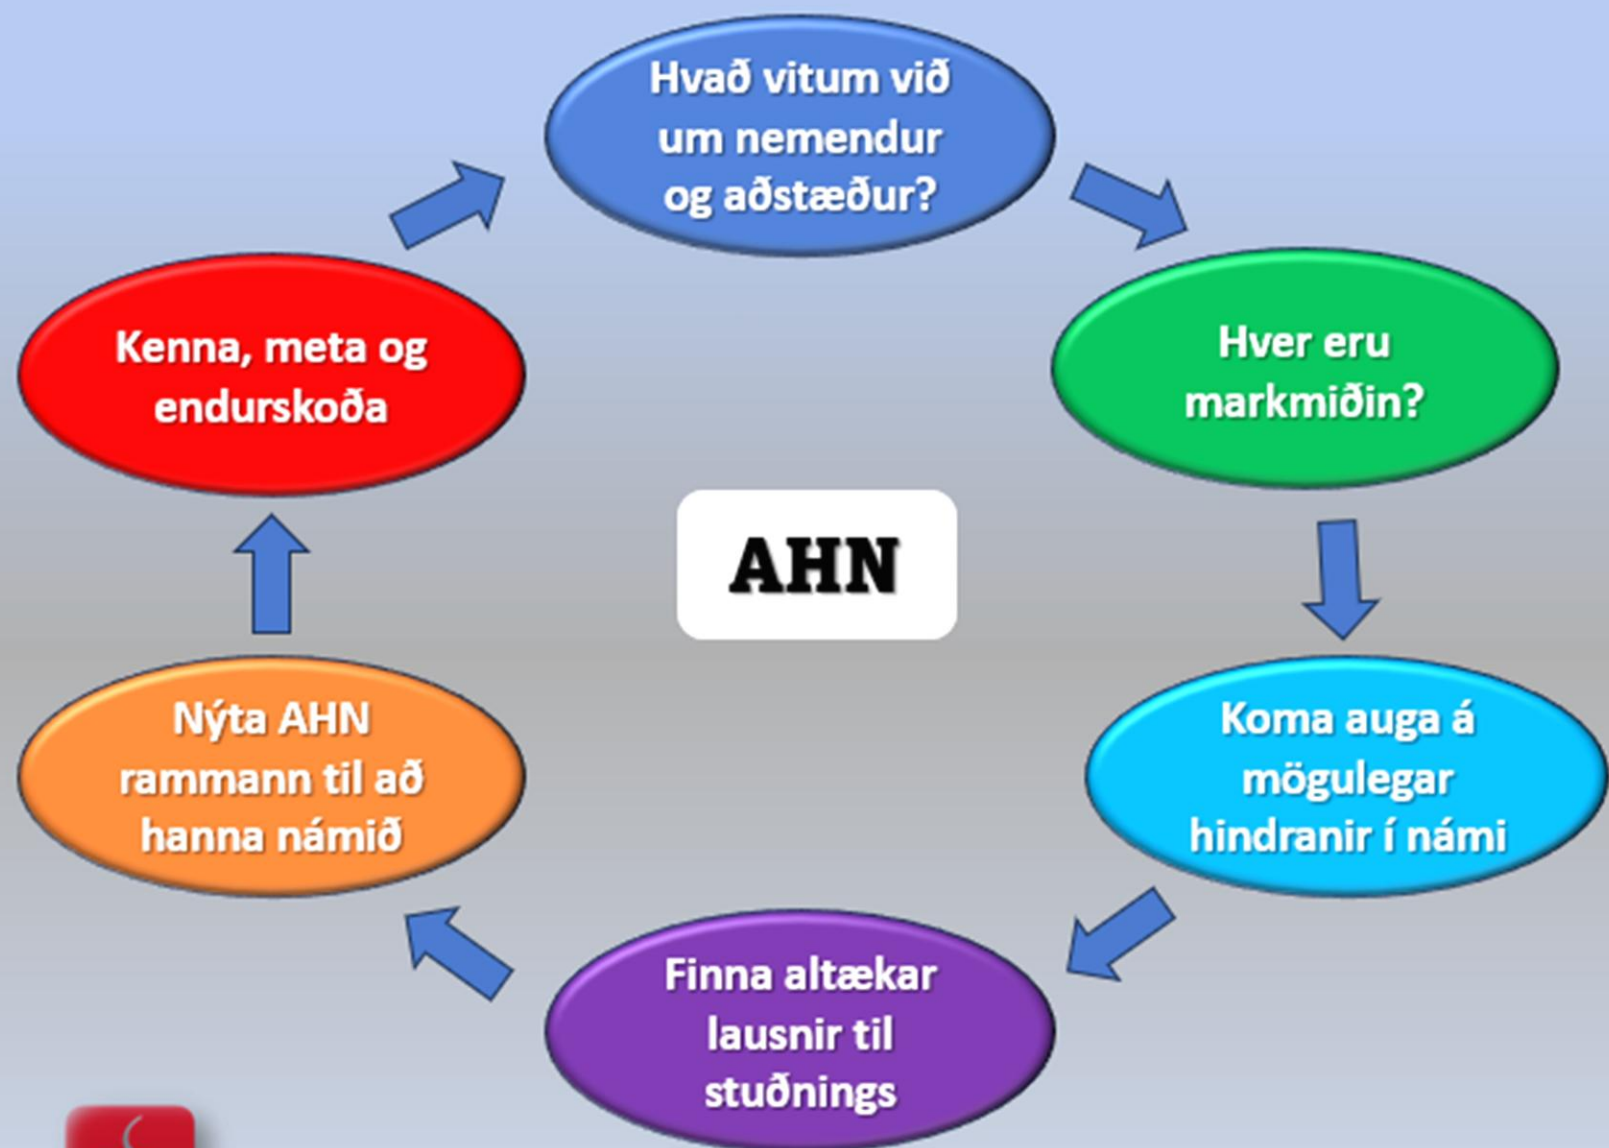 Hvað vitum við
um nemendur
og aðstæður?
Hver eru
markmiðin?
Koma auga á
mögulegar
hindranir í námi
Finna altækar
lausnir til
stuðnings
Nýta AHN
rammann til að
hanna námið
Kenna, meta og
endurskoða
AHN